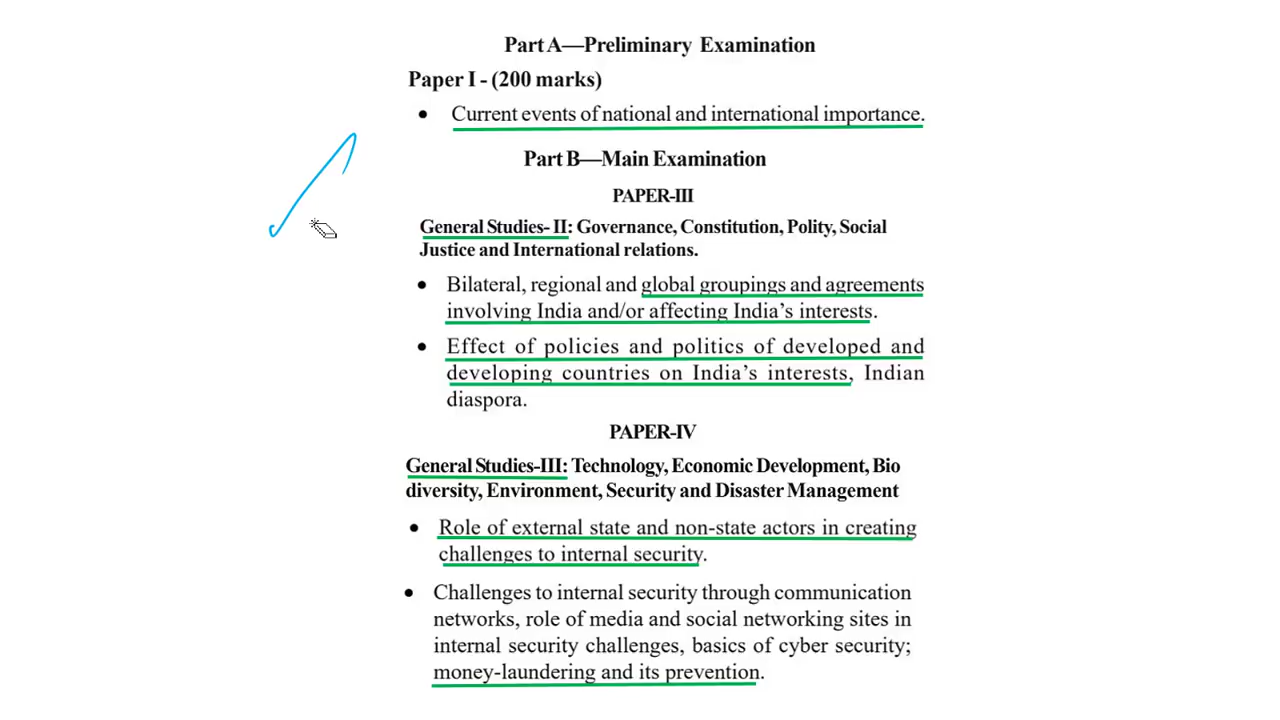 Part A—Preliminary Examination
Paper I - (200 marks)
• Current events of national and international importance.
Part B—Main Examination
PAPER-III
General Studies- II: Governance, Constitution, Polity, Social
Justice and International relations.
• Bilateral, regional and global groupings and agreements
involving India and/or affecting India's interests.
• Effect of policies and politics of developed and
developing countries on India's interests, Indian
diaspora.
PAPER-IV
General Studies-III: Technology, Economic Development, Bio
diversity, Environment, Security and Disaster Management
• Role of external state and non-state actors in creating
challenges to internal security.
• Challenges to internal security through communication
networks, role of media and social networking sites in
internal security challenges, basics of cyber security;
money-laundering and its prevention.